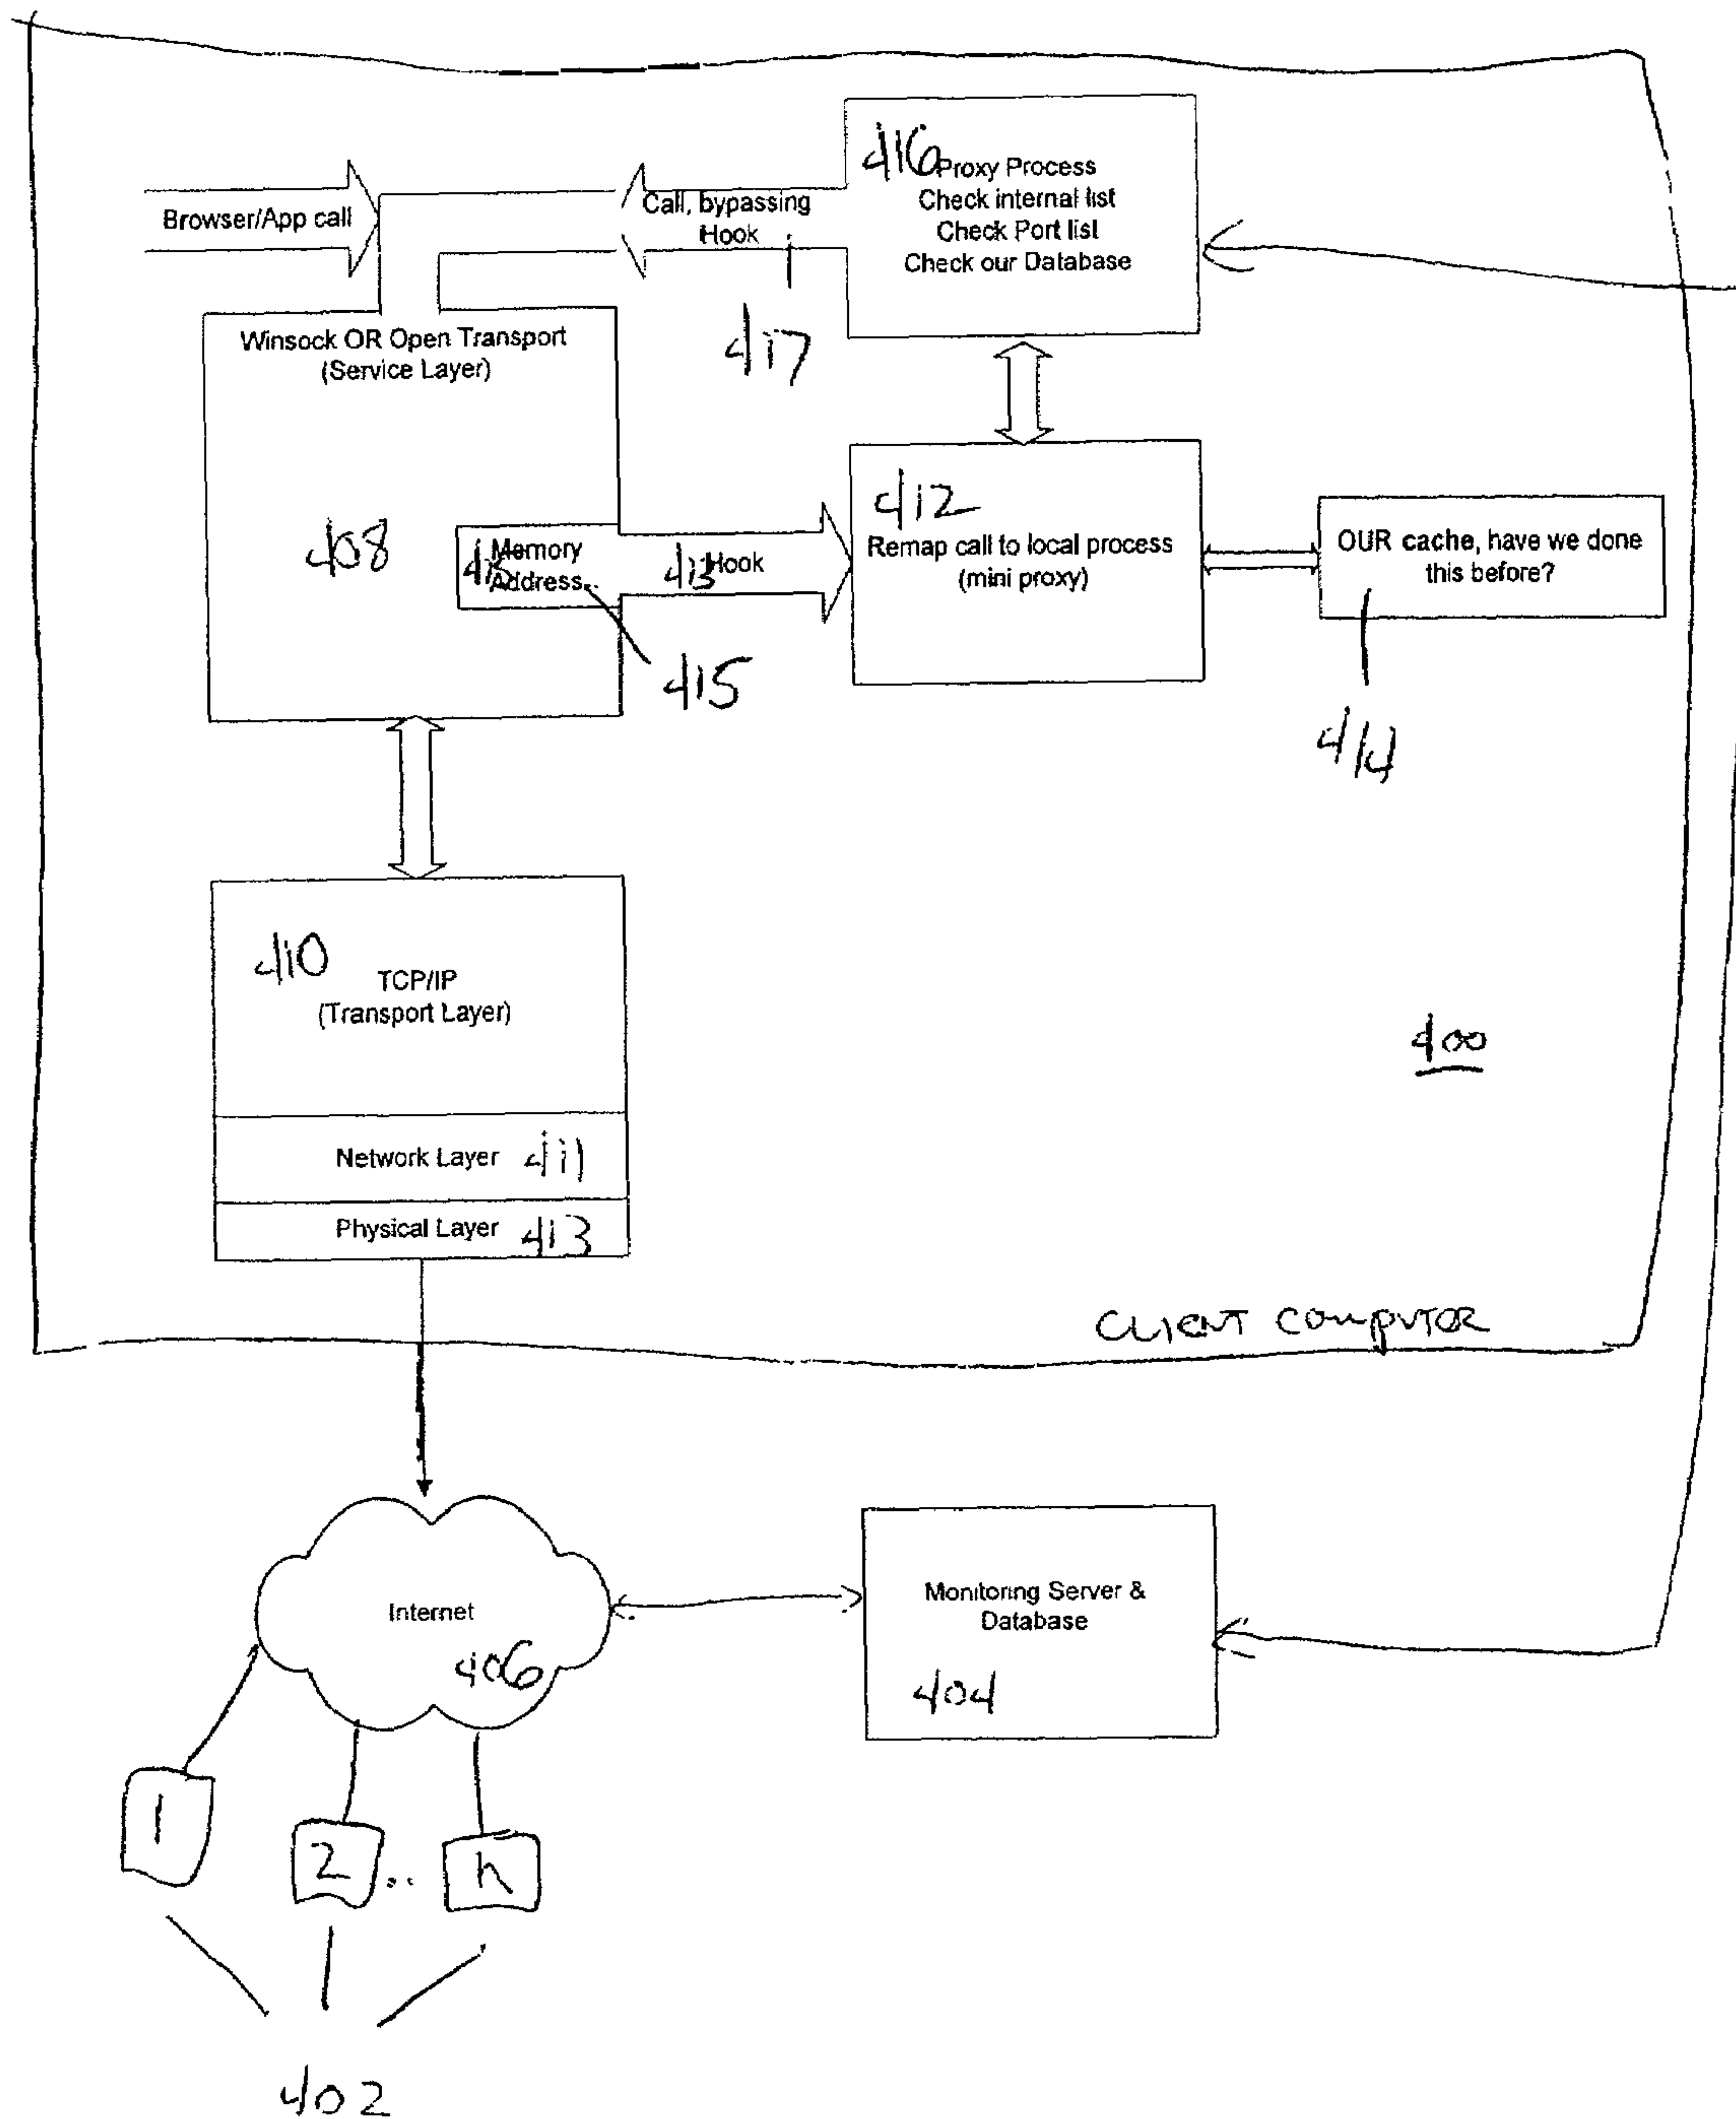 416
Proxy Process
Check internal list
Check Port list
Check our Database
Browser/App call
Call, bypassing
Hook
417
Winsock OR Open Transport
(Service Layer)
408
Memory
Address..
413
Hook
415
412
Remap call to local process
(mini proxy)
OUR cache, have we done
this before?
414
410
TCP/IP
(Transport Layer)
400
Network Layer 411
Physical Layer 413
CLIENT COMPUTER
Internet
406
Monitoring Server &
Database
404
1
2 .. n
402